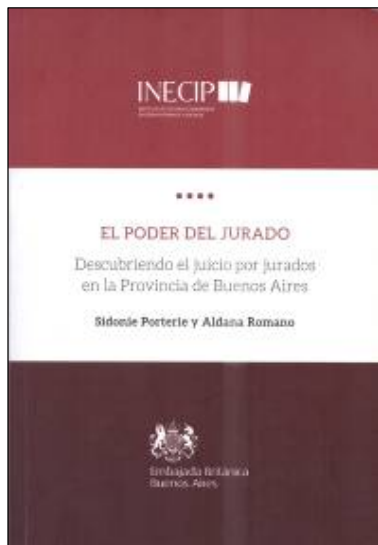 INECIP
EL PODER DEL JURADO
Descubriendo el juicio por jurados
en la Provincia de Buenos Aires
Sidonie Porterie y Aldana Romano
Embajada Británica
Buenos Aires